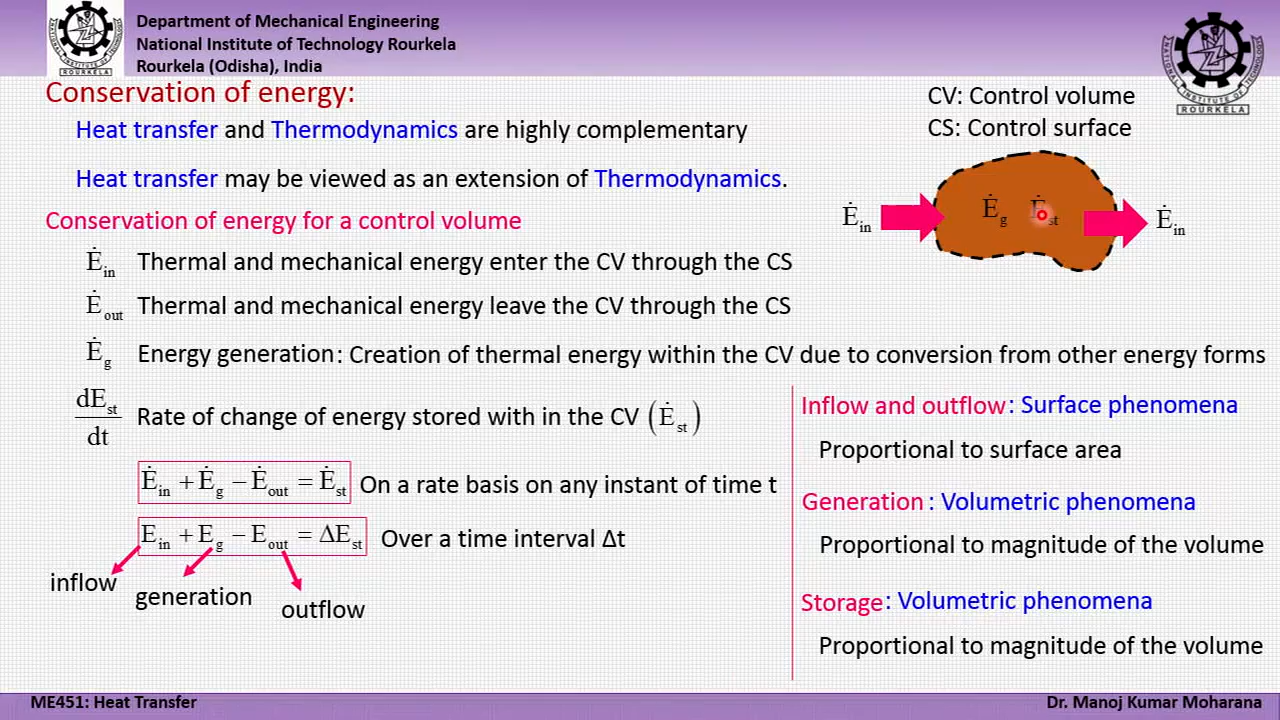 Department of Mechanical Engineering
National Institute of Technology Rourkela
Rourkela (Odisha), India
Conservation of energy:
Heat transfer and Thermodynamics are highly complementary
Heat transfer may be viewed as an extension of Thermodynamics.
CV: Control volume
CS: Control surface
Ė_in Ė_g Ė_st Ė_in
Conservation of energy for a control volume
Ė_in Thermal and mechanical energy enter the CV through the CS
Ė_out Thermal and mechanical energy leave the CV through the CS
Ė_g Energy generation: Creation of thermal energy within the CV due to conversion from other energy forms
dE_st/dt Rate of change of energy stored with in the CV (Ė_st)
Ė_in + Ė_g − Ė_out = Ė_st On a rate basis on any instant of time t
E_in + E_g − E_out = ΔE_st Over a time interval Δt
inflow
generation
outflow
Inflow and outflow: Surface phenomena
Proportional to surface area
Generation: Volumetric phenomena
Proportional to magnitude of the volume
Storage: Volumetric phenomena
Proportional to magnitude of the volume
ME451: Heat Transfer
Dr. Manoj Kumar Moharana